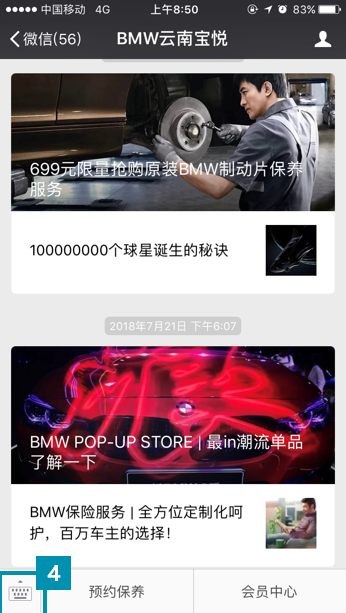 中国移动 4G 上午8:50 83%
微信(56) BMW云南宝悦
699元限量抢购原装BMW制动片保养
服务
100000000个球星诞生的秘诀
2018年7月21日 下午6:07
BMW POP-UP STORE | 最in潮流单品
了解一下
BMW保险服务 | 全方位定制化呵
护，百万车主的选择！
4
预约保养 会员中心